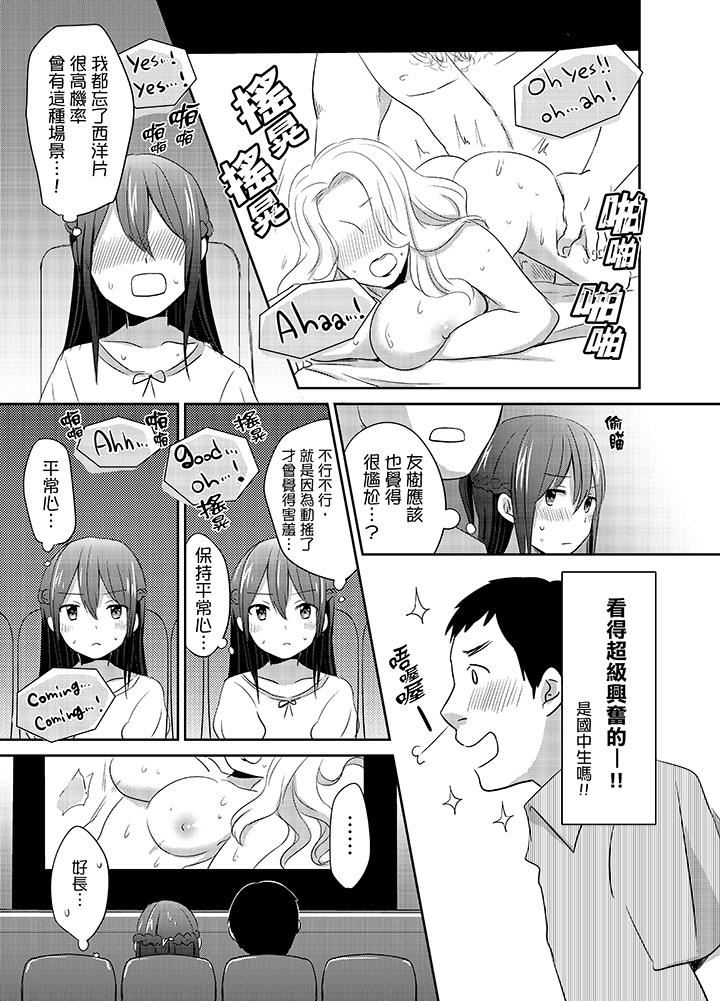 Oh yes!!
oh…ah!
搖晃
搖晃
啪
啪
啪
啪
Ahaa…!
Yes…!
yes…!
啪
啪
啪
啪
我都忘了西洋片
很高機率
會有這種場景…!
偷瞄
友樹應該
也覺得
很尷尬…?
看得超級興奮的—!!
是國中生嗎!!
唔喔喔—
不行不行,
就是因為動搖了
才會覺得害羞…
搖晃
good…
oh…!
搖晃
保持平常心…
啪
啪
Ahh…
啪
啪
平常心…
Coming…
Coming…!
……
好長…